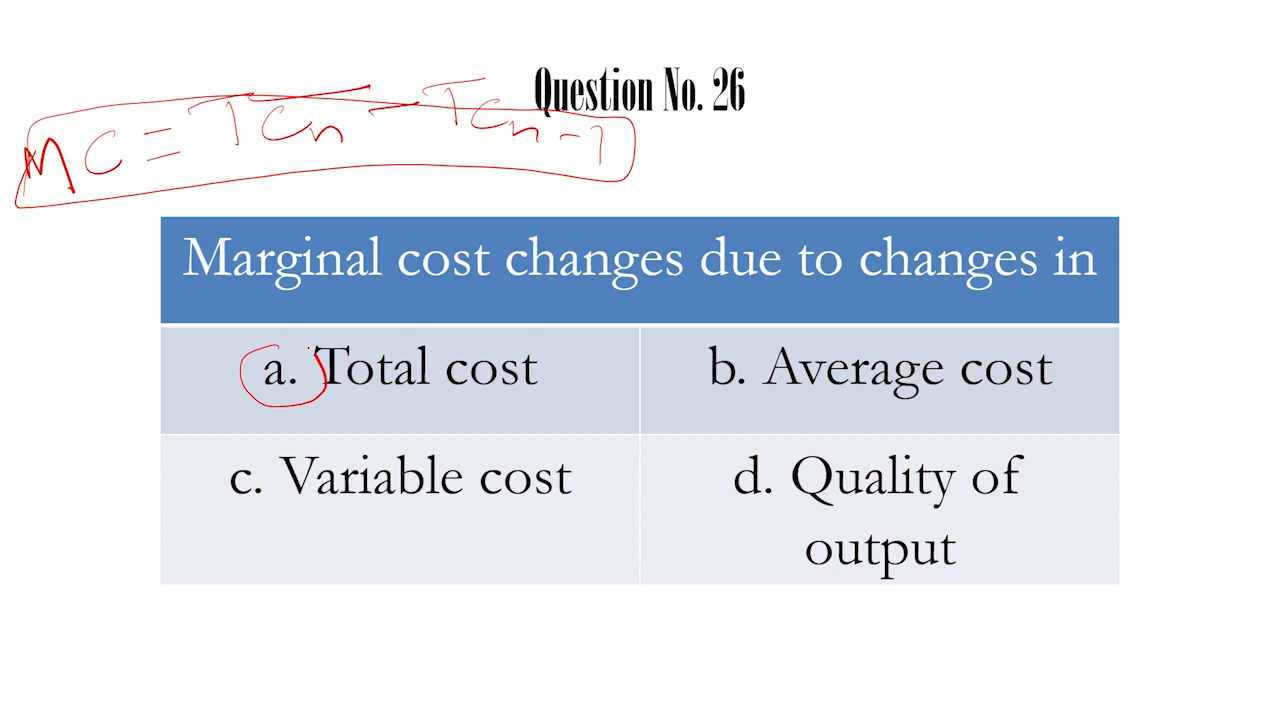 Question No. 26
MC = TCn - TCn-1
Marginal cost changes due to changes in
a. Total cost
b. Average cost
c. Variable cost
d. Quality of
output